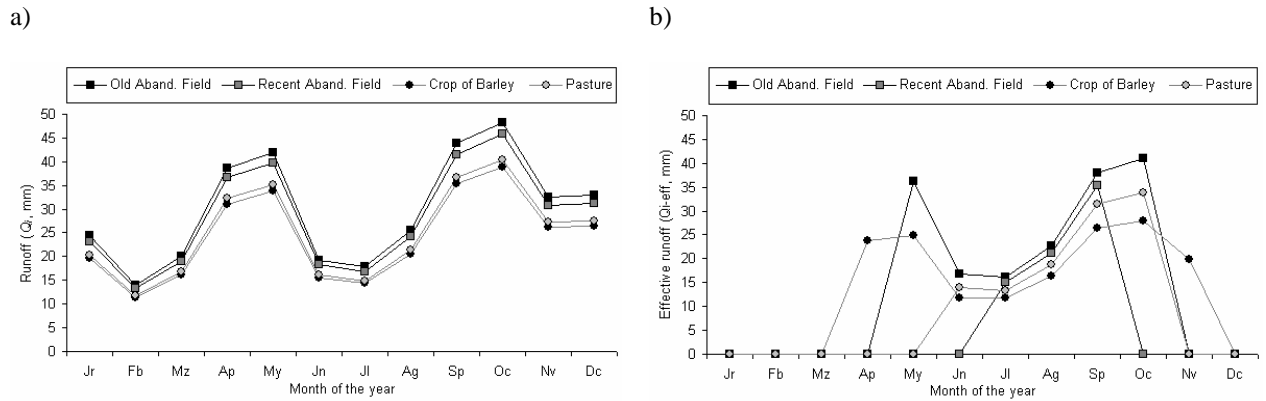 a)
b)
Old Aband. Field Recent Aband. Field Crop of Barley Pasture
Runoff (Qi, mm)
50
45
40
35
30
25
20
15
10
5
0
Jr Fb Mz Ap My Jn Jl Ag Sp Oc Nv Dc
Month of the year
Old Aband. Field Recent Aband. Field Crop of Barley Pasture
Effective runoff (Qi-eff, mm)
50
45
40
35
30
25
20
15
10
5
0
Jr Fb Mz Ap My Jn Jl Ag Sp Oc Nv Dc
Month of the year